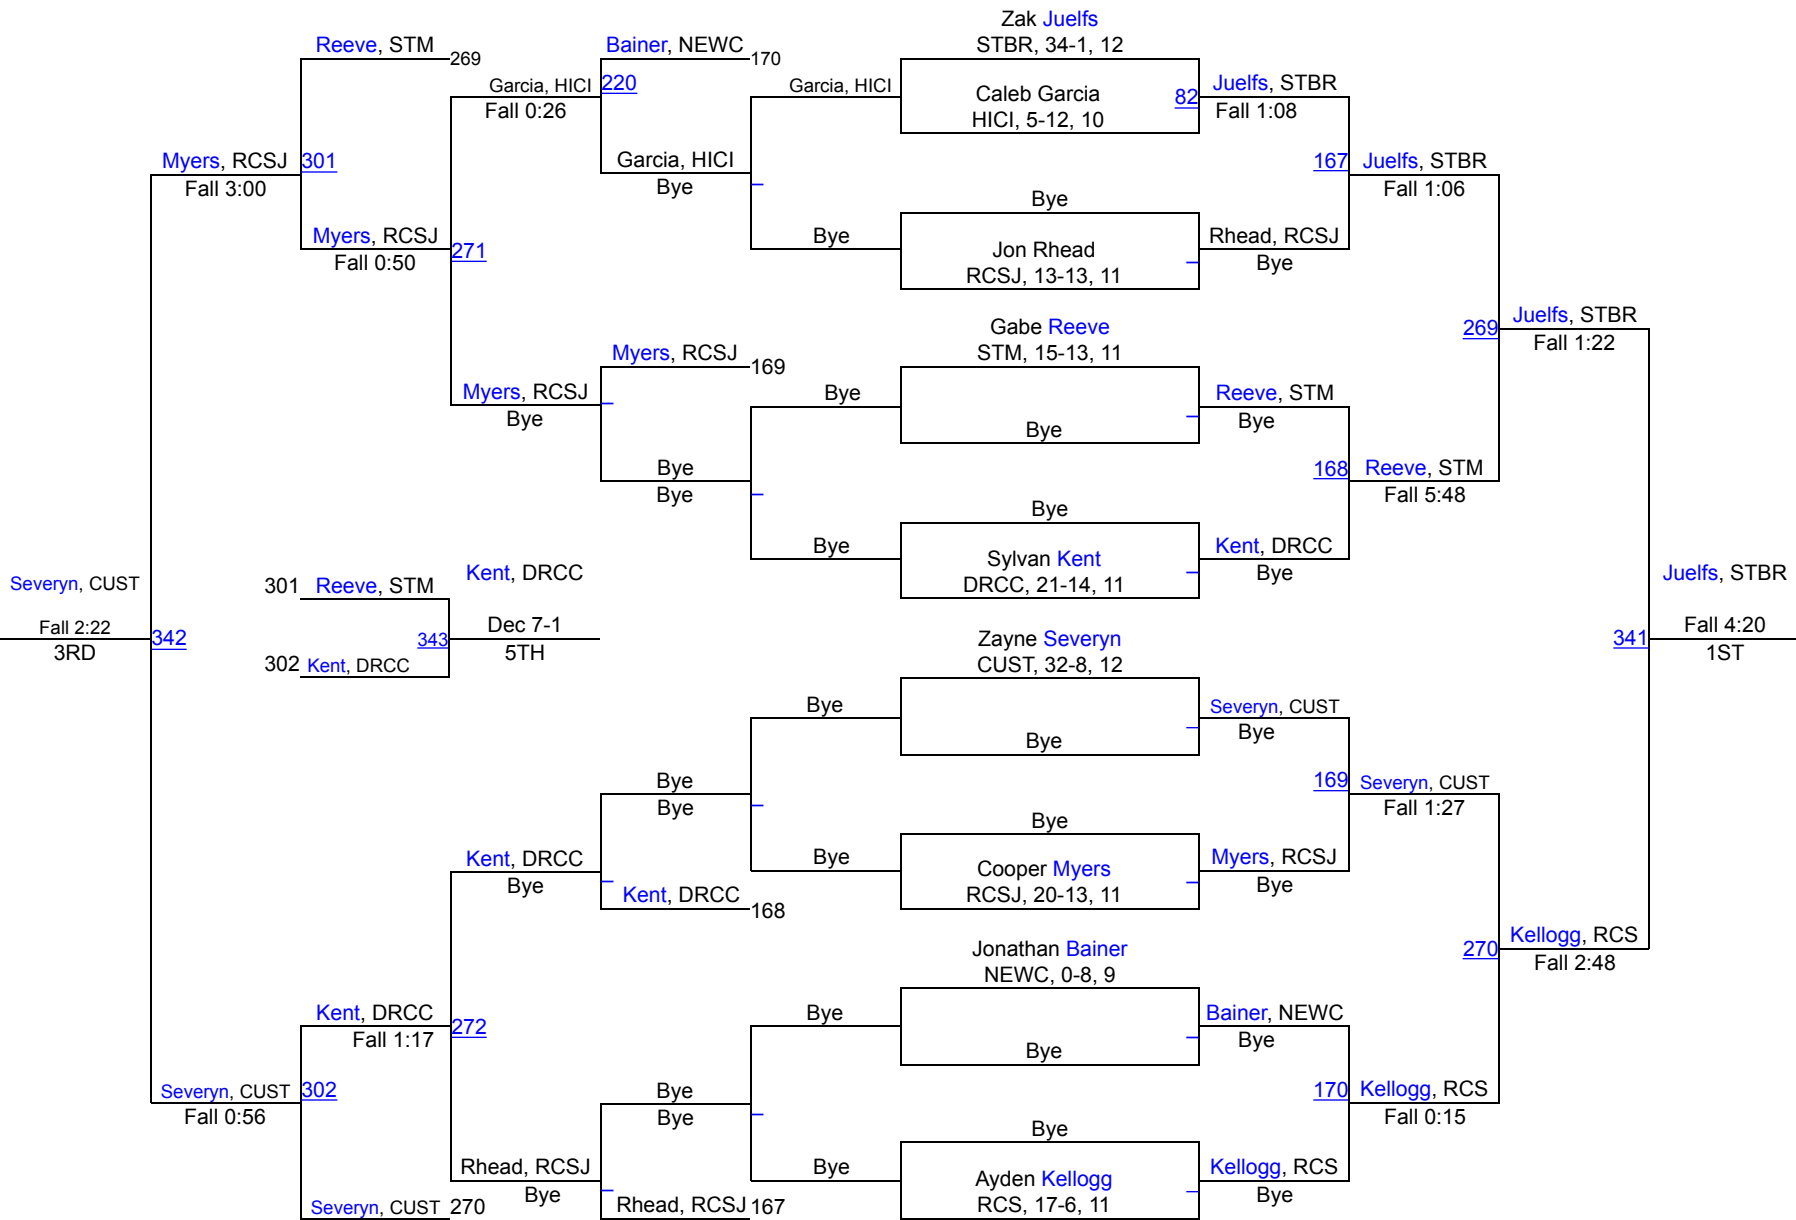 Zak Juelfs
Reeve, STM
269
Bainer, NEWC
170
STBR, 34-1, 12
Garcia, HICI
220
Fall 0:26
Garcia, HICI
Caleb Garcia
HICI, 5-12, 10
82
Juelfs, STBR
Fall 1:08
Myers, RCSJ
301
Fall 3:00
Garcia, HICI
Bye
167
Juelfs, STBR
Fall 1:06
Myers, RCSJ
271
Fall 0:50
Bye
Bye
Jon Rhead
RCSJ, 13-13, 11
Rhead, RCSJ
Bye
Gabe Reeve
STM, 15-13, 11
269
Juelfs, STBR
Fall 1:22
Myers, RCSJ
169
Myers, RCSJ
Bye
Bye
Bye
Reeve, STM
Bye
Bye
Bye
168
Reeve, STM
Fall 5:48
Bye
Bye
Sylvan Kent
DRCC, 21-14, 11
Kent, DRCC
Bye
Severyn, CUST
Fall 2:22
3RD
342
301
Reeve, STM
Kent, DRCC
343
Dec 7-1
5TH
302
Kent, DRCC
Juelfs, STBR
341
Fall 4:20
1ST
Zayne Severyn
CUST, 32-8, 12
Bye
Bye
Severyn, CUST
Bye
Bye
Bye
169
Severyn, CUST
Fall 1:27
Bye
Bye
Cooper Myers
RCSJ, 20-13, 11
Myers, RCSJ
Bye
Kent, DRCC
Bye
Kent, DRCC
168
Jonathan Bainer
NEWC, 0-8, 9
270
Kellogg, RCS
Fall 2:48
Kent, DRCC
272
Fall 1:17
Bye
Bye
Bainer, NEWC
Bye
Severyn, CUST
302
Fall 0:56
Bye
Bye
170
Kellogg, RCS
Fall 0:15
Bye
Bye
Ayden Kellogg
RCS, 17-6, 11
Kellogg, RCS
Bye
Rhead, RCSJ
Bye
Rhead, RCSJ
167
Severyn, CUST
270